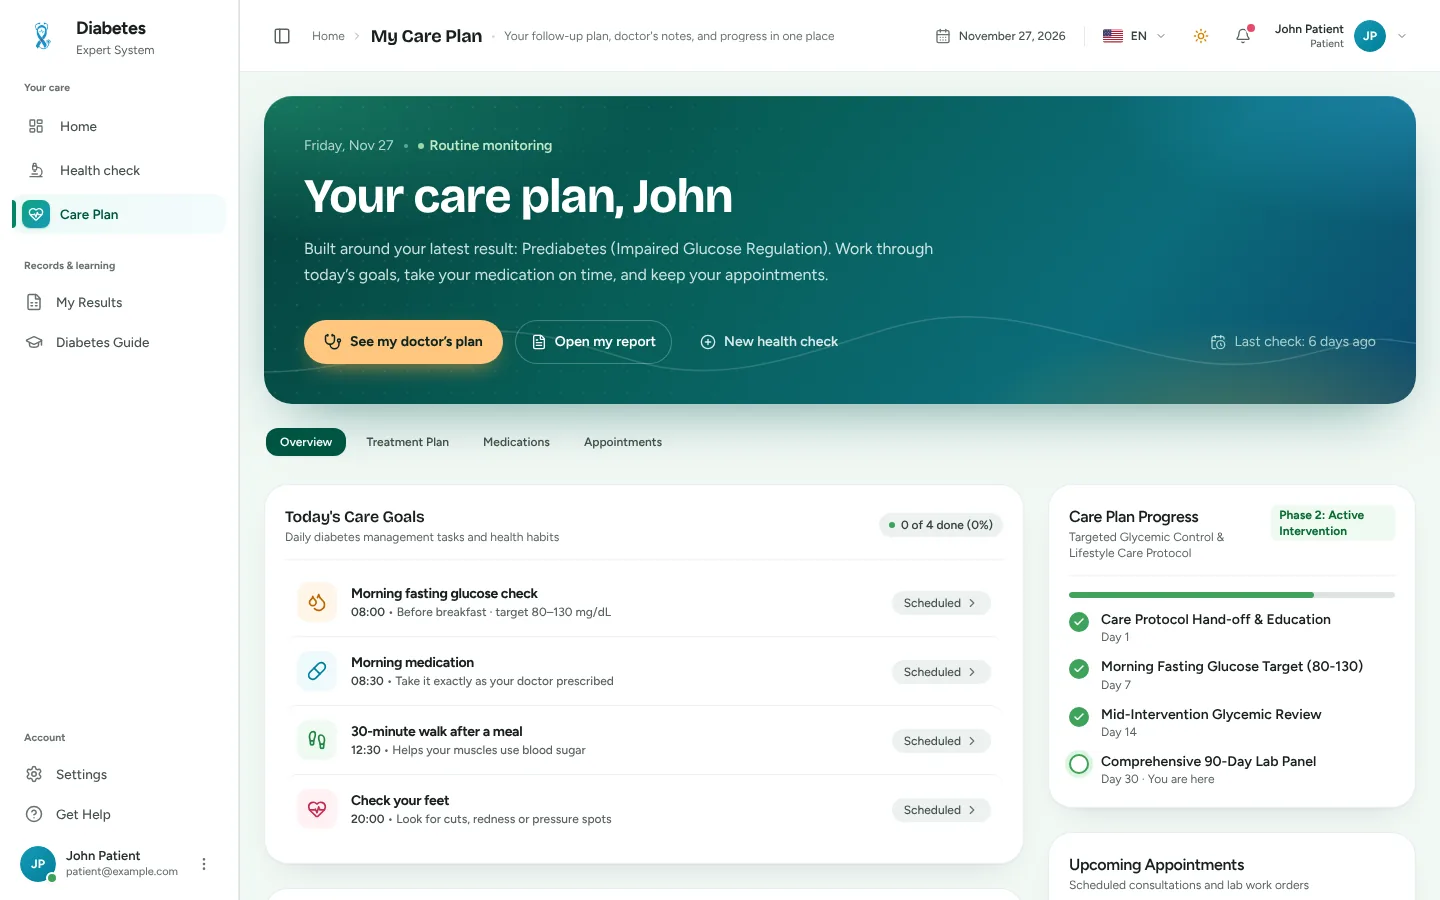 Diabetes
Expert System
Your care
Home
Health check
Care Plan
Records & learning
My Results
Diabetes Guide
Account
Settings
Get Help
JP
John Patient
patient@example.com
Home
My Care Plan
Your follow-up plan, doctor's notes, and progress in one place
November 27, 2026
EN
John Patient
Patient
JP
Friday, Nov 27 • Routine monitoring
Your care plan, John
Built around your latest result: Prediabetes (Impaired Glucose Regulation). Work through
today's goals, take your medication on time, and keep your appointments.
See my doctor's plan
Open my report
New health check
Last check: 6 days ago
Overview
Treatment Plan
Medications
Appointments
Today's Care Goals
Daily diabetes management tasks and health habits
0 of 4 done (0%)
Morning fasting glucose check
08:00 • Before breakfast · target 80–130 mg/dL
Scheduled
Morning medication
08:30 • Take it exactly as your doctor prescribed
Scheduled
30-minute walk after a meal
12:30 • Helps your muscles use blood sugar
Scheduled
Check your feet
20:00 • Look for cuts, redness or pressure spots
Scheduled
Care Plan Progress
Targeted Glycemic Control &
Lifestyle Care Protocol
Phase 2: Active
Intervention
Care Protocol Hand-off & Education
Day 1
Morning Fasting Glucose Target (80-130)
Day 7
Mid-Intervention Glycemic Review
Day 14
Comprehensive 90-Day Lab Panel
Day 30 · You are here
Upcoming Appointments
Scheduled consultations and lab work orders